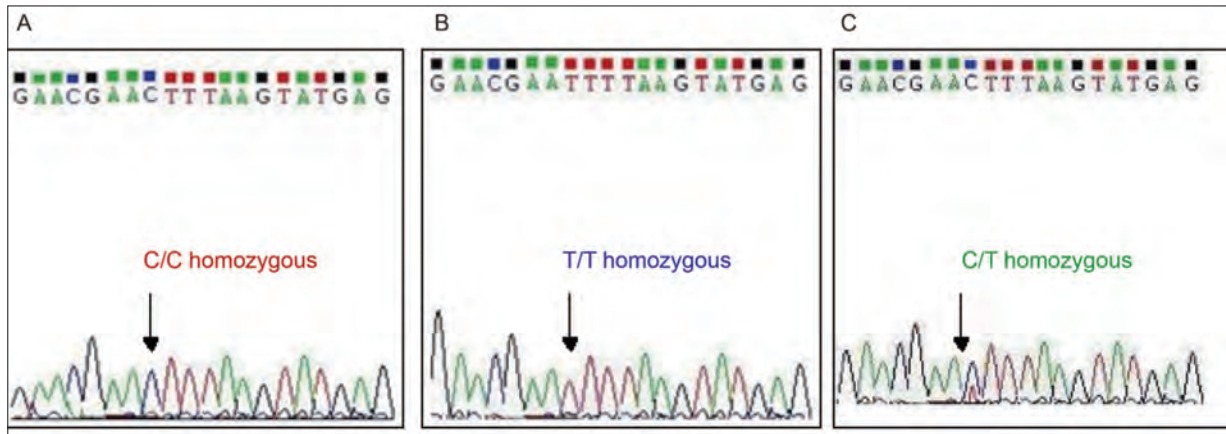 A
B
C
GAACGAACTTTAAGTATGAG
GAACGAATTTTAAGTATGAG
GAACGAACTTTAAGTATGAG
C/C homozygous
T/T homozygous
C/T homozygous